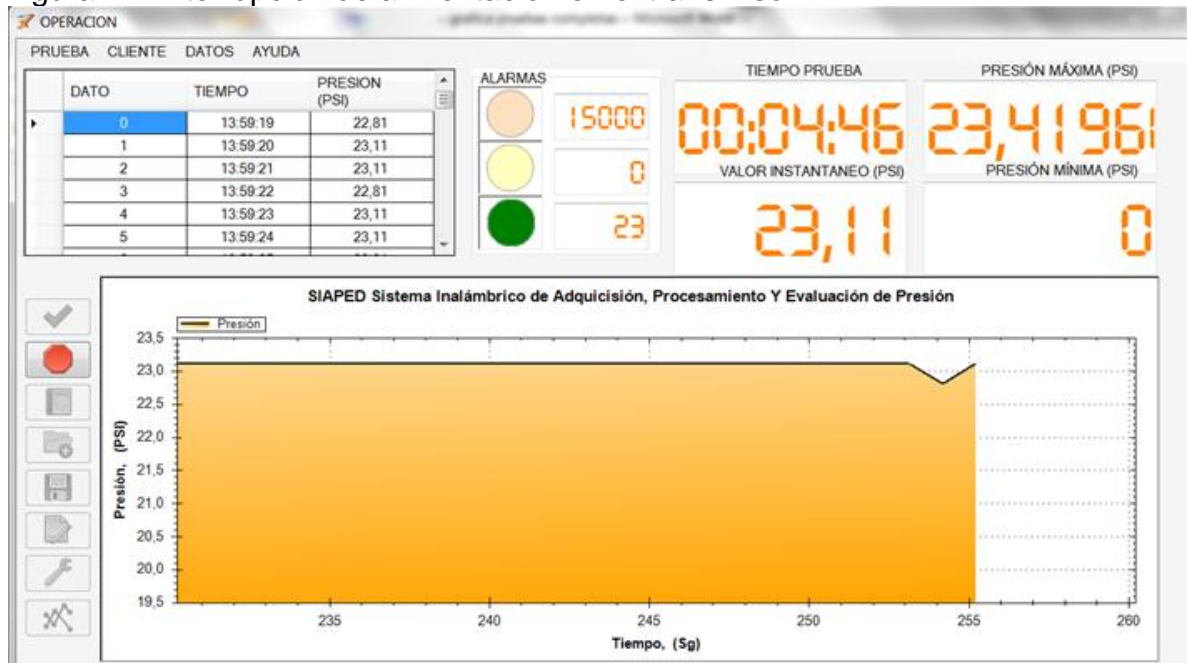 OPERACION
PRUEBA CLIENTE DATOS AYUDA
DATO TIEMPO PRESION (PSI)
0 13:59:19 22,81
1 13:59:20 23,11
2 13:59:21 23,11
3 13:59:22 22,81
4 13:59:23 23,11
5 13:59:24 23,11
ALARMAS
15000
0
23
TIEMPO PRUEBA
00:04:46
PRESIÓN MÁXIMA (PSI)
23,4196
VALOR INSTANTANEO (PSI)
23,11
PRESIÓN MÍNIMA (PSI)
0
SIAPED Sistema Inalámbrico de Adquicisión, Procesamiento Y Evaluación de Presión
Presión
Presión, (PSI)
23,5
23,0
22,5
22,0
21,5
21,0
20,5
20,0
19,5
235 240 245 250 255 260
Tiempo, (Sg)